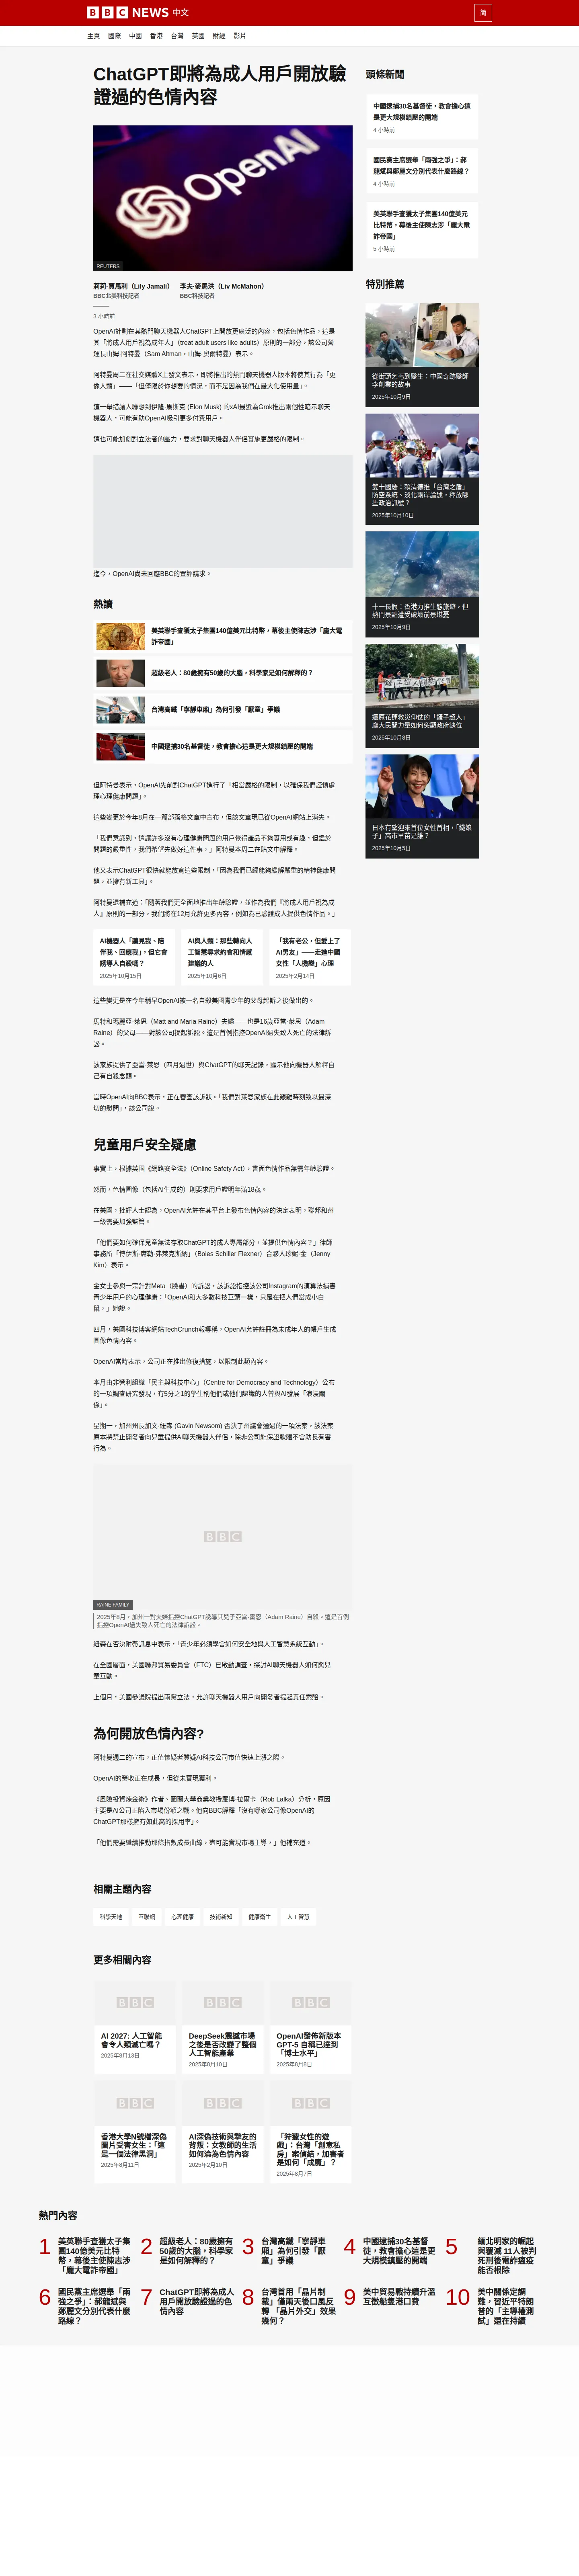 BBC NEWS 中文
简
主頁 國際 中國 香港 台灣 英國 財經 影片
ChatGPT即將為成人用戶開放驗
證過的色情內容
OpenAI
REUTERS
莉莉·賈馬利（Lily Jamali）
BBC北美科技記者
李夫·麥馬洪（Liv McMahon）
BBC科技記者
3 小時前
OpenAI計劃在其熱門聊天機器人ChatGPT上開放更廣泛的內容，包括色情作品，這是
其「將成人用戶視為成年人」（treat adult users like adults）原則的一部分，該公司營
運長山姆·阿特曼（Sam Altman，山姆·奧爾特曼）表示。
阿特曼周二在社交媒體X上發文表示，即將推出的熱門聊天機器人版本將使其行為「更
像人類」——「但僅限於你想要的情況，而不是因為我們在最大化使用量」。
這一舉措讓人聯想到伊隆·馬斯克 (Elon Musk) 的xAI最近為Grok推出兩個性暗示聊天
機器人，可能有助OpenAI吸引更多付費用戶。
這也可能加劇對立法者的壓力，要求對聊天機器人伴侶實施更嚴格的限制。
迄今，OpenAI尚未回應BBC的置評請求。
熱讀
美英聯手查獲太子集團140億美元比特幣，幕後主使陳志涉「龐大電
詐帝國」
超級老人：80歲擁有50歲的大腦，科學家是如何解釋的？
台灣高鐵「寧靜車廂」為何引發「厭童」爭議
中國逮捕30名基督徒，教會擔心這是更大規模鎮壓的開端
但阿特曼表示，OpenAI先前對ChatGPT進行了「相當嚴格的限制，以確保我們謹慎處
理心理健康問題」。
這些變更於今年8月在一篇部落格文章中宣布，但該文章現已從OpenAI網站上消失。
「我們意識到，這讓許多沒有心理健康問題的用戶覺得產品不夠實用或有趣，但鑑於
問題的嚴重性，我們希望先做好這件事，」阿特曼本周二在貼文中解釋。
他又表示ChatGPT很快就能放寬這些限制，「因為我們已經能夠緩解嚴重的精神健康問
題，並擁有新工具」。
阿特曼還補充道：「隨著我們更全面地推出年齡驗證，並作為我們『將成人用戶視為成
人』原則的一部分，我們將在12月允許更多內容，例如為已驗證成人提供色情作品。」
AI機器人「聽見我、陪
伴我、回應我」，但它會
誘導人自殺嗎？
2025年10月15日
AI與人類：那些轉向人
工智慧尋求約會和情感
建議的人
2025年10月6日
「我有老公，但愛上了
AI男友」——走進中國
女性「人機戀」心理
2025年2月14日
這些變更是在今年稍早OpenAI被一名自殺美國青少年的父母起訴之後做出的。
馬特和瑪麗亞·萊恩（Matt and Maria Raine）夫婦——也是16歲亞當·萊恩（Adam
Raine）的父母——對該公司提起訴訟。這是首例指控OpenAI過失致人死亡的法律訴
訟。
該家族提供了亞當·萊恩（四月過世）與ChatGPT的聊天記錄，顯示他向機器人解釋自
己有自殺念頭。
當時OpenAI向BBC表示，正在審查該訴狀。「我們對萊恩家族在此艱難時刻致以最深
切的慰問」，該公司說。
兒童用戶安全疑慮
事實上，根據英國《網路安全法》（Online Safety Act），書面色情作品無需年齡驗證。
然而，色情圖像（包括AI生成的）則要求用戶證明年滿18歲。
在美國，批評人士認為，OpenAI允許在其平台上發布色情內容的決定表明，聯邦和州
一級需要加強監管。
「他們要如何確保兒童無法存取ChatGPT的成人專屬部分，並提供色情內容？」律師
事務所「博伊斯·席勒·弗萊克斯納」（Boies Schiller Flexner）合夥人珍妮·金（Jenny
Kim）表示。
金女士參與一宗針對Meta（臉書）的訴訟，該訴訟指控該公司Instagram的演算法損害
青少年用戶的心理健康：「OpenAI和大多數科技巨頭一樣，只是在把人們當成小白
鼠，」她說。
四月，美國科技博客網站TechCrunch報導稱，OpenAI允許註冊為未成年人的帳戶生成
圖像色情內容。
OpenAI當時表示，公司正在推出修復措施，以限制此類內容。
本月由非營利組織「民主與科技中心」（Centre for Democracy and Technology）公布
的一項調查研究發現，有5分之1的學生稱他們或他們認識的人曾與AI發展「浪漫關
係」。
星期一，加州州長加文·紐森 (Gavin Newsom) 否決了州議會通過的一項法案，該法案
原本將禁止開發者向兒童提供AI聊天機器人伴侶，除非公司能保證軟體不會助長有害
行為。
BBC
RAINE FAMILY
2025年8月，加州一對夫婦指控ChatGPT誘導其兒子亞當·雷恩（Adam Raine）自殺。這是首例
指控OpenAI過失致人死亡的法律訴訟。
紐森在否決附帶訊息中表示，「青少年必須學會如何安全地與人工智慧系統互動」。
在全國層面，美國聯邦貿易委員會（FTC）已啟動調查，探討AI聊天機器人如何與兒
童互動。
上個月，美國參議院提出兩黨立法，允許聊天機器人用戶向開發者提起責任索賠。
為何開放色情內容?
阿特曼週二的宣布，正值懷疑者質疑AI科技公司市值快速上漲之際。
OpenAI的營收正在成長，但從未實現獲利。
《風險投資煉金術》作者、圖蘭大學商業教授羅博·拉爾卡（Rob Lalka）分析，原因
主要是AI公司正陷入市場份額之戰。他向BBC解釋「沒有哪家公司像OpenAI的
ChatGPT那樣擁有如此高的採用率」。
「他們需要繼續推動那條指數成長曲線，盡可能實現市場主導，」他補充道。
相關主題內容
科學天地 互聯網 心理健康 技術新知 健康衛生 人工智慧
更多相關內容
BBC
AI 2027: 人工智能
會令人類滅亡嗎？
2025年8月13日
BBC
DeepSeek震撼市場
之後是否改變了整個
人工智能產業
2025年8月10日
BBC
OpenAI發佈新版本
GPT-5 自稱已達到
「博士水平」
2025年8月8日
BBC
香港大學N號檔深偽
圖片受害女生：「這
是一個法律黑洞」
2025年8月11日
BBC
AI深偽技術與摯友的
背叛：女教師的生活
如何淪為色情內容
2025年2月10日
BBC
「狩獵女性的遊
戲」：台灣「創意私
房」案偵結，加害者
是如何「成魔」？
2025年8月7日
頭條新聞
中國逮捕30名基督徒，教會擔心這
是更大規模鎮壓的開端
4 小時前
國民黨主席選舉「兩強之爭」：郝
龍斌與鄭麗文分別代表什麼路線？
4 小時前
美英聯手查獲太子集團140億美元
比特幣，幕後主使陳志涉「龐大電
詐帝國」
5 小時前
特別推薦
從街頭乞丐到醫生：中國奇跡醫師
李創業的故事
2025年10月9日
雙十國慶：賴清德推「台灣之盾」
防空系統、淡化兩岸論述，釋放哪
些政治訊號？
2025年10月10日
十一長假：香港力推生態旅遊，但
熱門景點遭受破壞前景堪憂
2025年10月9日
還原花蓮救災仰仗的「鏟子超人」
龐大民間力量如何突顯政府缺位
2025年10月8日
日本有望迎來首位女性首相，「鐵娘
子」高市早苗是誰？
2025年10月5日
熱門內容
1 美英聯手查獲太子集
團140億美元比特
幣，幕後主使陳志涉
「龐大電詐帝國」
2 超級老人：80歲擁有
50歲的大腦，科學家
是如何解釋的？
3 台灣高鐵「寧靜車
廂」為何引發「厭
童」爭議
4 中國逮捕30名基督
徒，教會擔心這是更
大規模鎮壓的開端
5 緬北明家的崛起
與覆滅 11人被判
死刑後電詐瘟疫
能否根除
6 國民黨主席選舉「兩
強之爭」：郝龍斌與
鄭麗文分別代表什麼
路線？
7 ChatGPT即將為成人
用戶開放驗證過的色
情內容
8 台灣首用「晶片制
裁」僅兩天後口風反
轉 「晶片外交」效果
幾何？
9 美中貿易戰持續升溫
互徵船隻港口費
10 美中關係定調
難，習近平特朗
普的「主導權測
試」還在持續